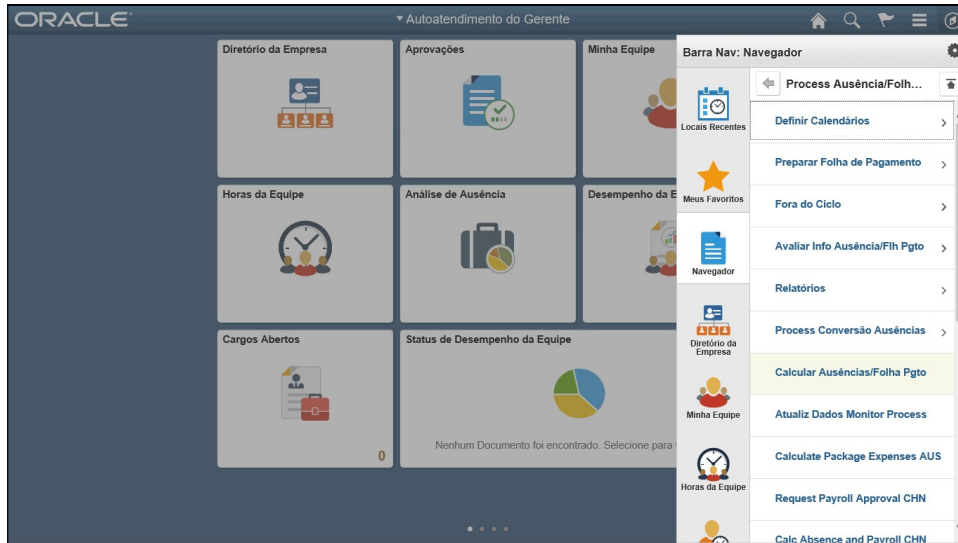 ORACLE
Autoatendimento do Gerente
Diretório da Empresa
Aprovações
Minha Equipe
Horas da Equipe
Análise de Ausência
Desempenho da E
Cargos Abertos
0
Status de Desempenho da Equipe
Nenhum Documento foi encontrado. Selecione para
Barra Nav: Navegador
Locais Recentes
Meus Favoritos
Navegador
Diretório da
Empresa
Minha Equipe
Horas da Equipe
Process Ausência/Folh...
Definir Calendários
Preparar Folha de Pagamento
Fora do Ciclo
Avaliar Info Ausência/Flh Pgto
Relatórios
Process Conversão Ausências
Calcular Ausências/Folha Pgto
Atualiz Dados Monitor Process
Calculate Package Expenses AUS
Request Payroll Approval CHN
Calc Absence and Payroll CHN